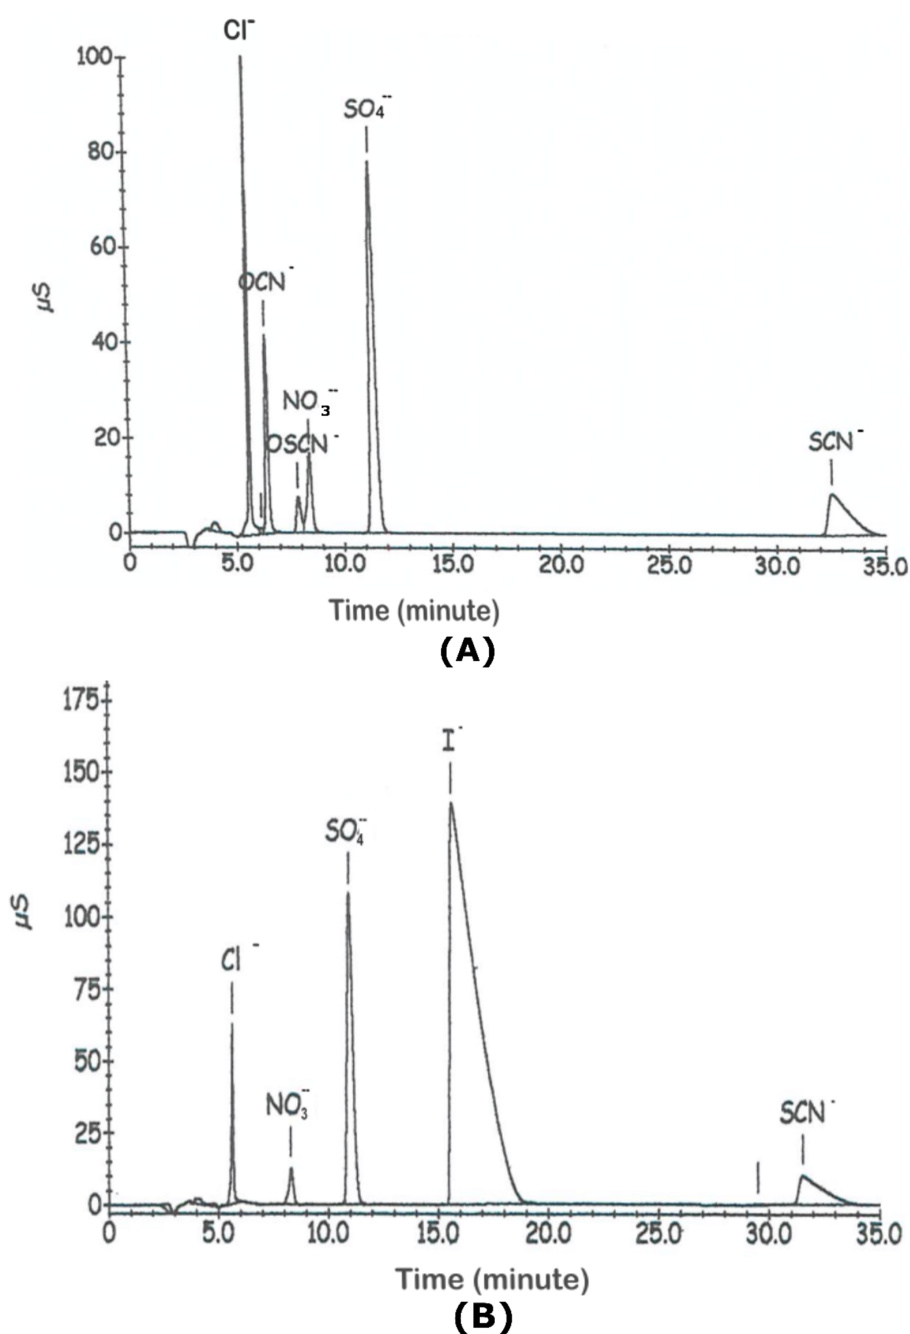 Cl-
100
SO4--
80
60
OCN-
µS
40
NO3--
OSCN-
20
SCN-
0
0 5.0 10.0 15.0 20.0 25.0 30.0 35.0
Time (minute)
(A)
175
I-
150
SO4--
125
µS
100
Cl-
75
50
NO3--
SCN-
25
0
0 5.0 10.0 15.0 20.0 25.0 30.0 35.0
Time (minute)
(B)